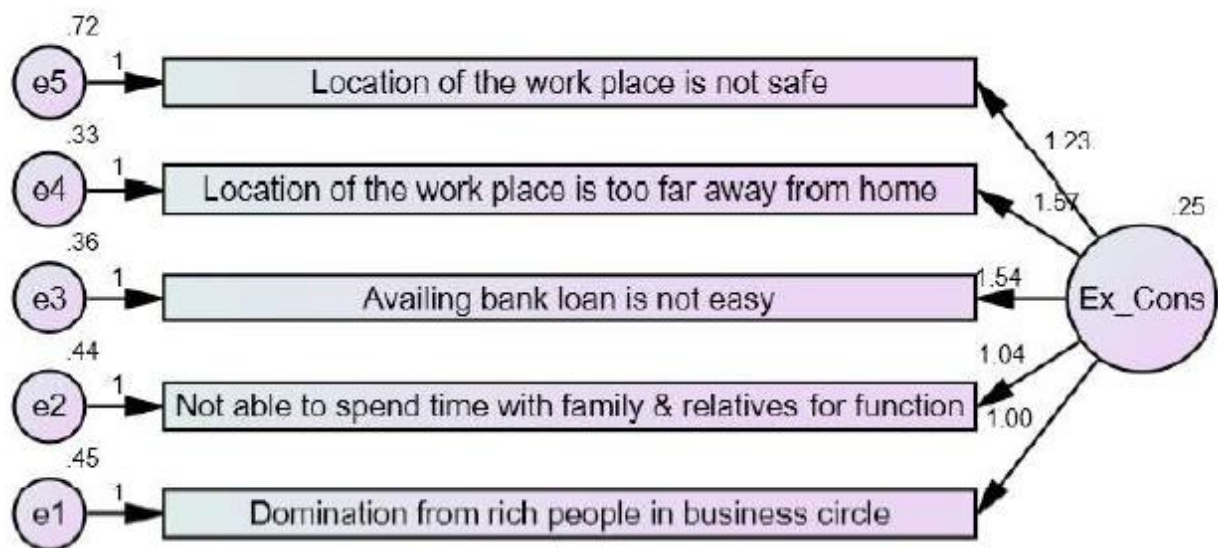 .72
e5
1
Location of the work place is not safe
1.23
.33
e4
1
Location of the work place is too far away from home
1.57
.25
.36
e3
1
Availing bank loan is not easy
1.54
Ex_Cons
.44
e2
1
Not able to spend time with family & relatives for function
1.04
.45
e1
1
Domination from rich people in business circle
1.00